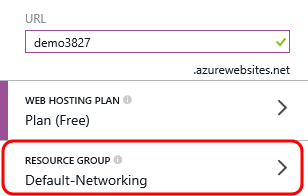 URL
demo3827
.azurewebsites.net
WEB HOSTING PLAN
Plan (Free)
RESOURCE GROUP
Default-Networking